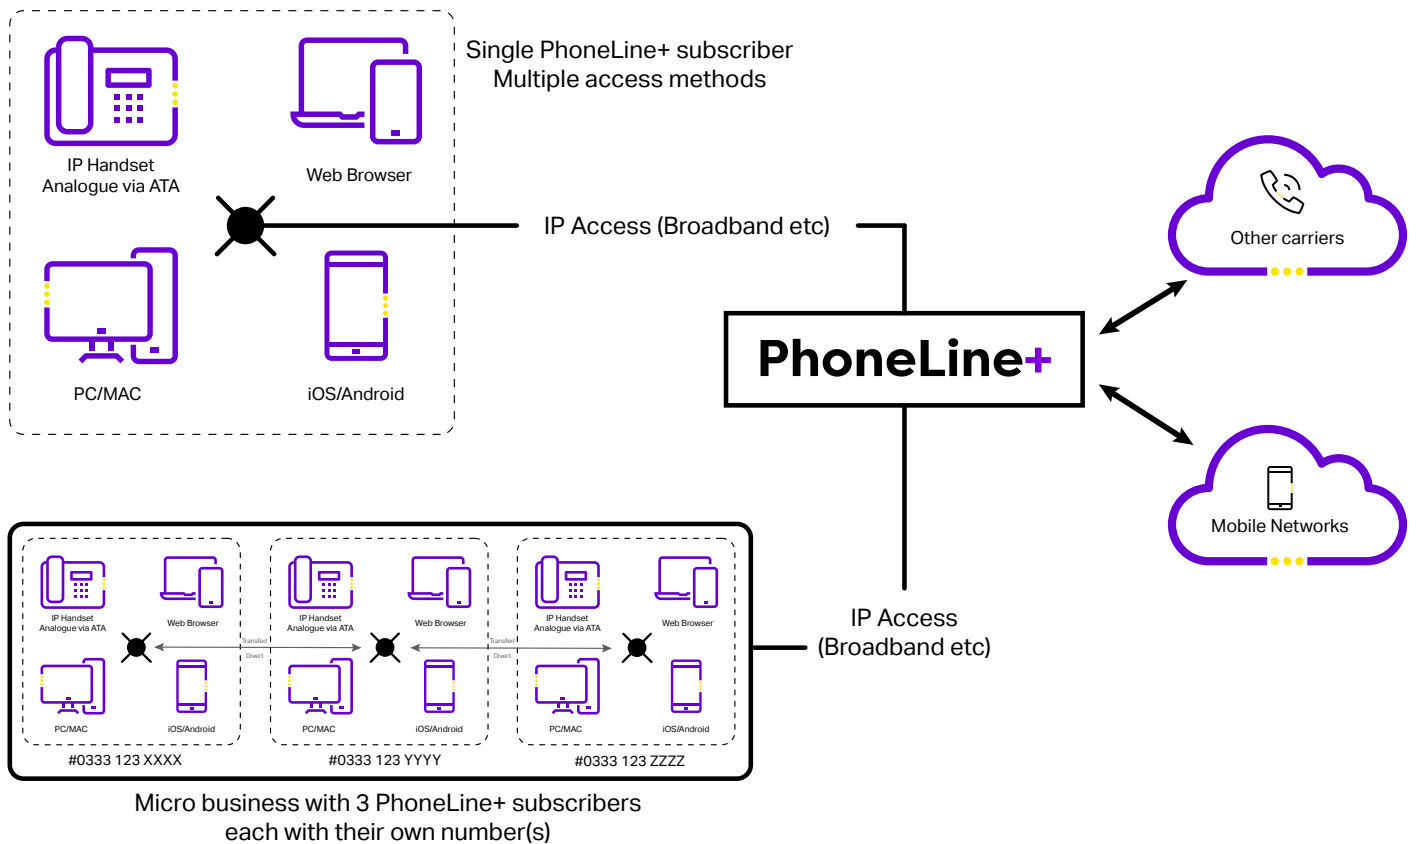 Single PhoneLine+ subscriber
Multiple access methods
IP Handset
Analogue via ATA
Web Browser
PC/MAC
iOS/Android
IP Access (Broadband etc)
PhoneLine+
Other carriers
Mobile Networks
IP Access
(Broadband etc)
IP Handset
Analogue via ATA
Web Browser
PC/MAC
iOS/Android
#0333 123 XXXX
Transfer/
Divert
IP Handset
Analogue via ATA
Web Browser
PC/MAC
iOS/Android
#0333 123 YYYY
Transfer/
Divert
IP Handset
Analogue via ATA
Web Browser
PC/MAC
iOS/Android
#0333 123 ZZZZ
Micro business with 3 PhoneLine+ subscribers
each with their own number(s)